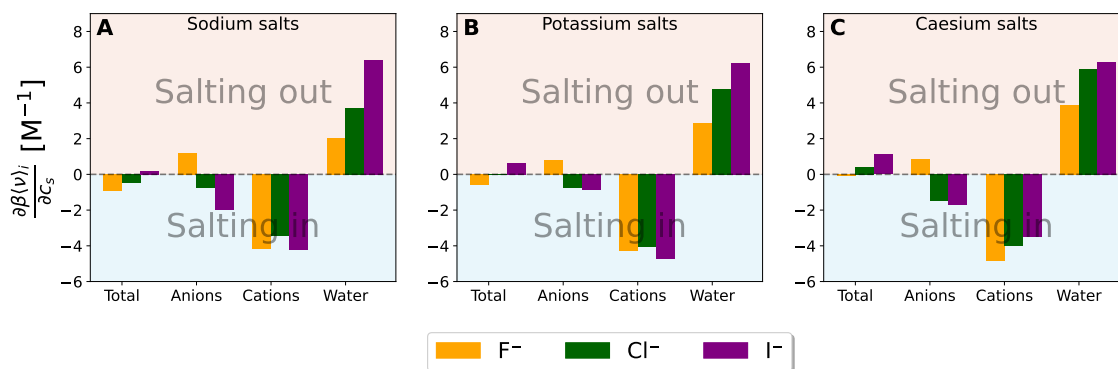 A
Sodium salts
B
Potassium salts
C
Caesium salts
∂β⟨ν⟩ᵢ/∂cₛ [M⁻¹]
8
6
4
2
0
−2
−4
−6
Salting out
Salting in
Total Anions Cations Water
8
6
4
2
0
−2
−4
−6
Salting out
Salting in
Total Anions Cations Water
8
6
4
2
0
−2
−4
−6
Salting out
Salting in
Total Anions Cations Water
F⁻ Cl⁻ I⁻